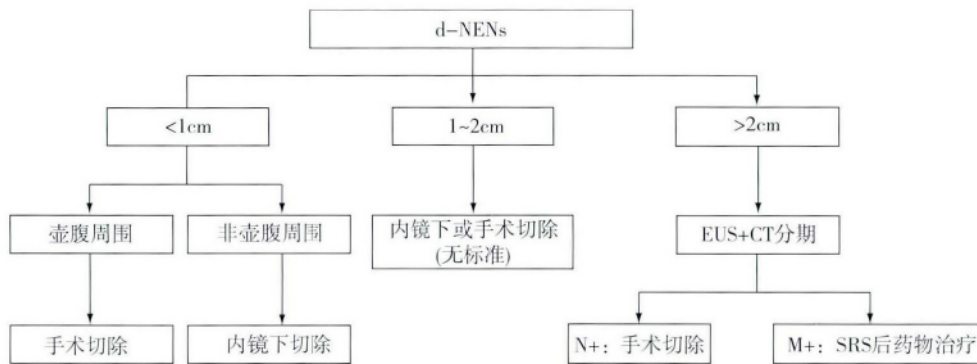 d-NENs
<1cm
1~2cm
>2cm
壶腹周围
非壶腹周围
内镜下或手术切除
(无标准)
EUS+CT分期
手术切除
内镜下切除
N+: 手术切除
M+: SRS后药物治疗